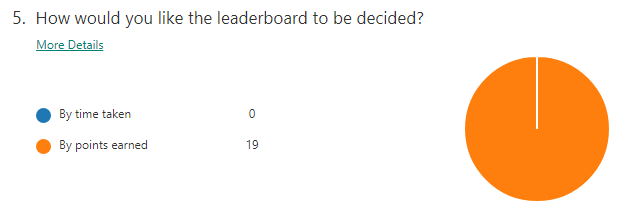 5. How would you like the leaderboard to be decided?
More Details
By time taken 0
By points earned 19